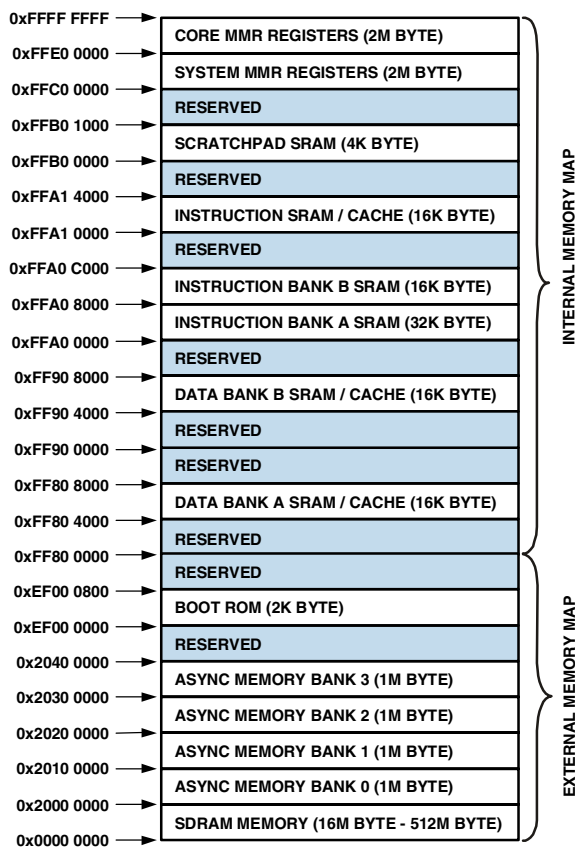 0xFFFF FFFF
CORE MMR REGISTERS (2M BYTE)
0xFFE0 0000
SYSTEM MMR REGISTERS (2M BYTE)
0xFFC0 0000
RESERVED
0xFFB0 1000
SCRATCHPAD SRAM (4K BYTE)
0xFFB0 0000
RESERVED
0xFFA1 4000
INSTRUCTION SRAM / CACHE (16K BYTE)
0xFFA1 0000
RESERVED
0xFFA0 C000
INSTRUCTION BANK B SRAM (16K BYTE)
0xFFA0 8000
INSTRUCTION BANK A SRAM (32K BYTE)
0xFFA0 0000
RESERVED
0xFF90 8000
DATA BANK B SRAM / CACHE (16K BYTE)
0xFF90 4000
RESERVED
0xFF90 0000
RESERVED
0xFF80 8000
DATA BANK A SRAM / CACHE (16K BYTE)
0xFF80 4000
RESERVED
0xFF80 0000
RESERVED
0xEF00 0800
BOOT ROM (2K BYTE)
0xEF00 0000
RESERVED
0x2040 0000
ASYNC MEMORY BANK 3 (1M BYTE)
0x2030 0000
ASYNC MEMORY BANK 2 (1M BYTE)
0x2020 0000
ASYNC MEMORY BANK 1 (1M BYTE)
0x2010 0000
ASYNC MEMORY BANK 0 (1M BYTE)
0x2000 0000
SDRAM MEMORY (16M BYTE - 512M BYTE)
0x0000 0000
INTERNAL MEMORY MAP
EXTERNAL MEMORY MAP